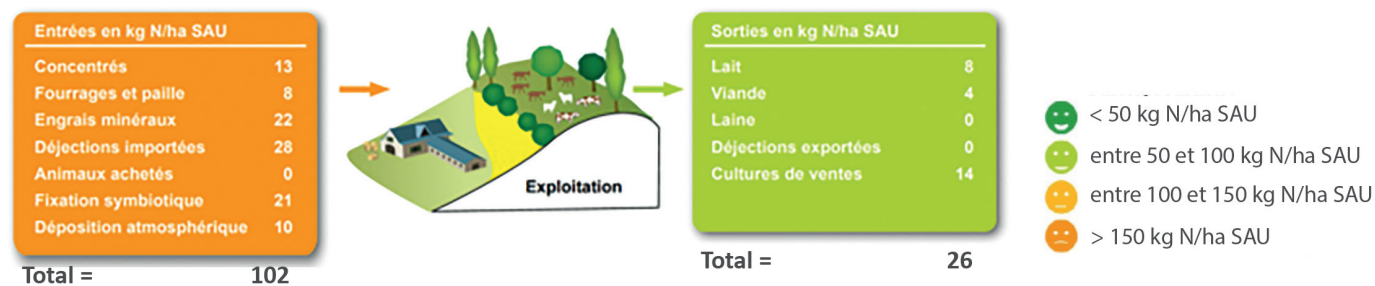 Entrées en kg N/ha SAU
Concentrés 13
Fourrages et paille 8
Engrais minéraux 22
Déjections importées 28
Animaux achetés 0
Fixation symbiotique 21
Déposition atmosphérique 10
Total = 102
Exploitation
Sorties en kg N/ha SAU
Lait 8
Viande 4
Laine 0
Déjections exportées 0
Cultures de ventes 14
Total = 26
< 50 kg N/ha SAU
entre 50 et 100 kg N/ha SAU
entre 100 et 150 kg N/ha SAU
> 150 kg N/ha SAU